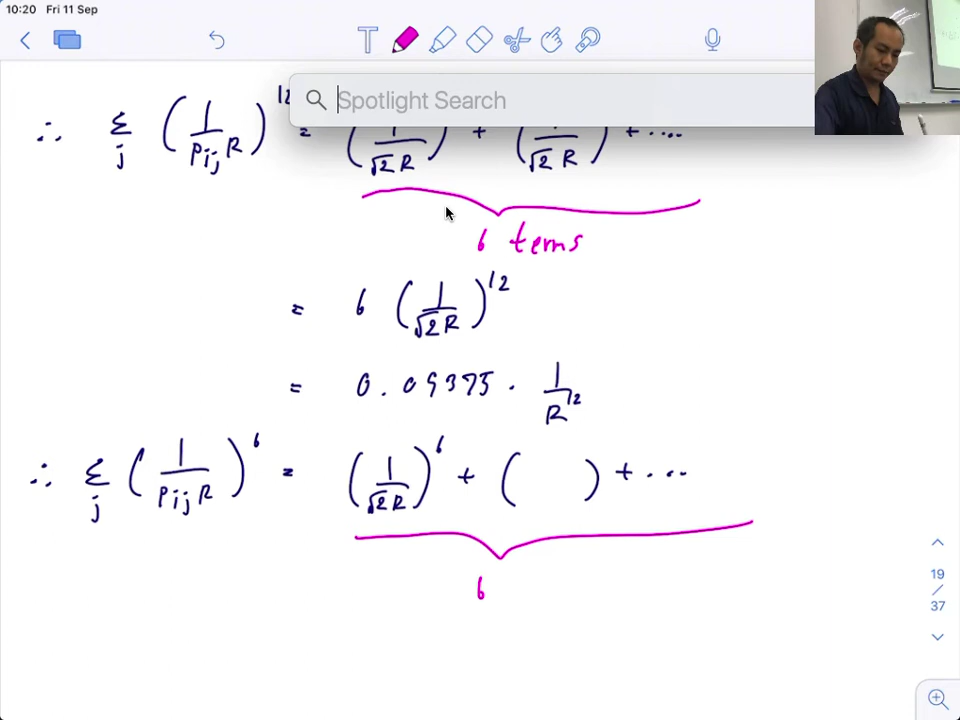 10:20 Fri 11 Sep
Spotlight Search
∴ Σ_j (1/(p_ij R))^12 = (1/(√2 R)) + (1/(√2 R)) + ....
6 terms
= 6 (1/(√2 R))^12
= 0.09375 · 1/R^12
∴ Σ_j (1/(p_ij R))^6 = (1/(√2 R))^6 + ( ) + ...
6
19
/
37